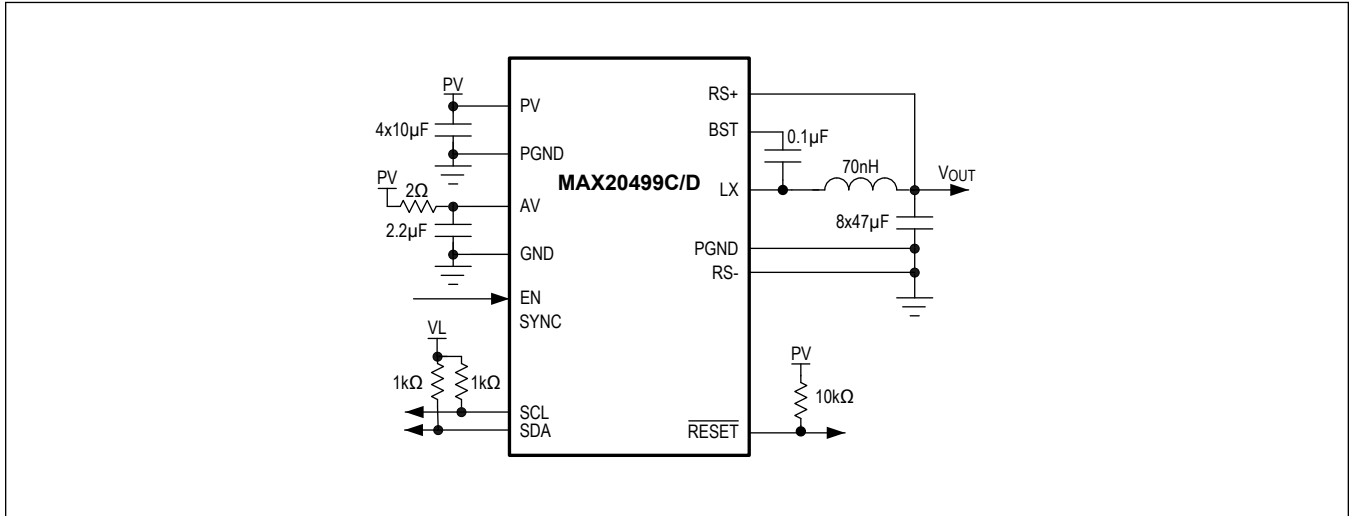 PV
PV
4x10µF
PGND
PV
2Ω
AV
2.2µF
GND
EN
SYNC
VL
1kΩ
1kΩ
SCL
SDA
MAX20499C/D
RS+
BST
0.1µF
70nH
LX
VOUT
8x47µF
PGND
RS-
PV
10kΩ
RESET